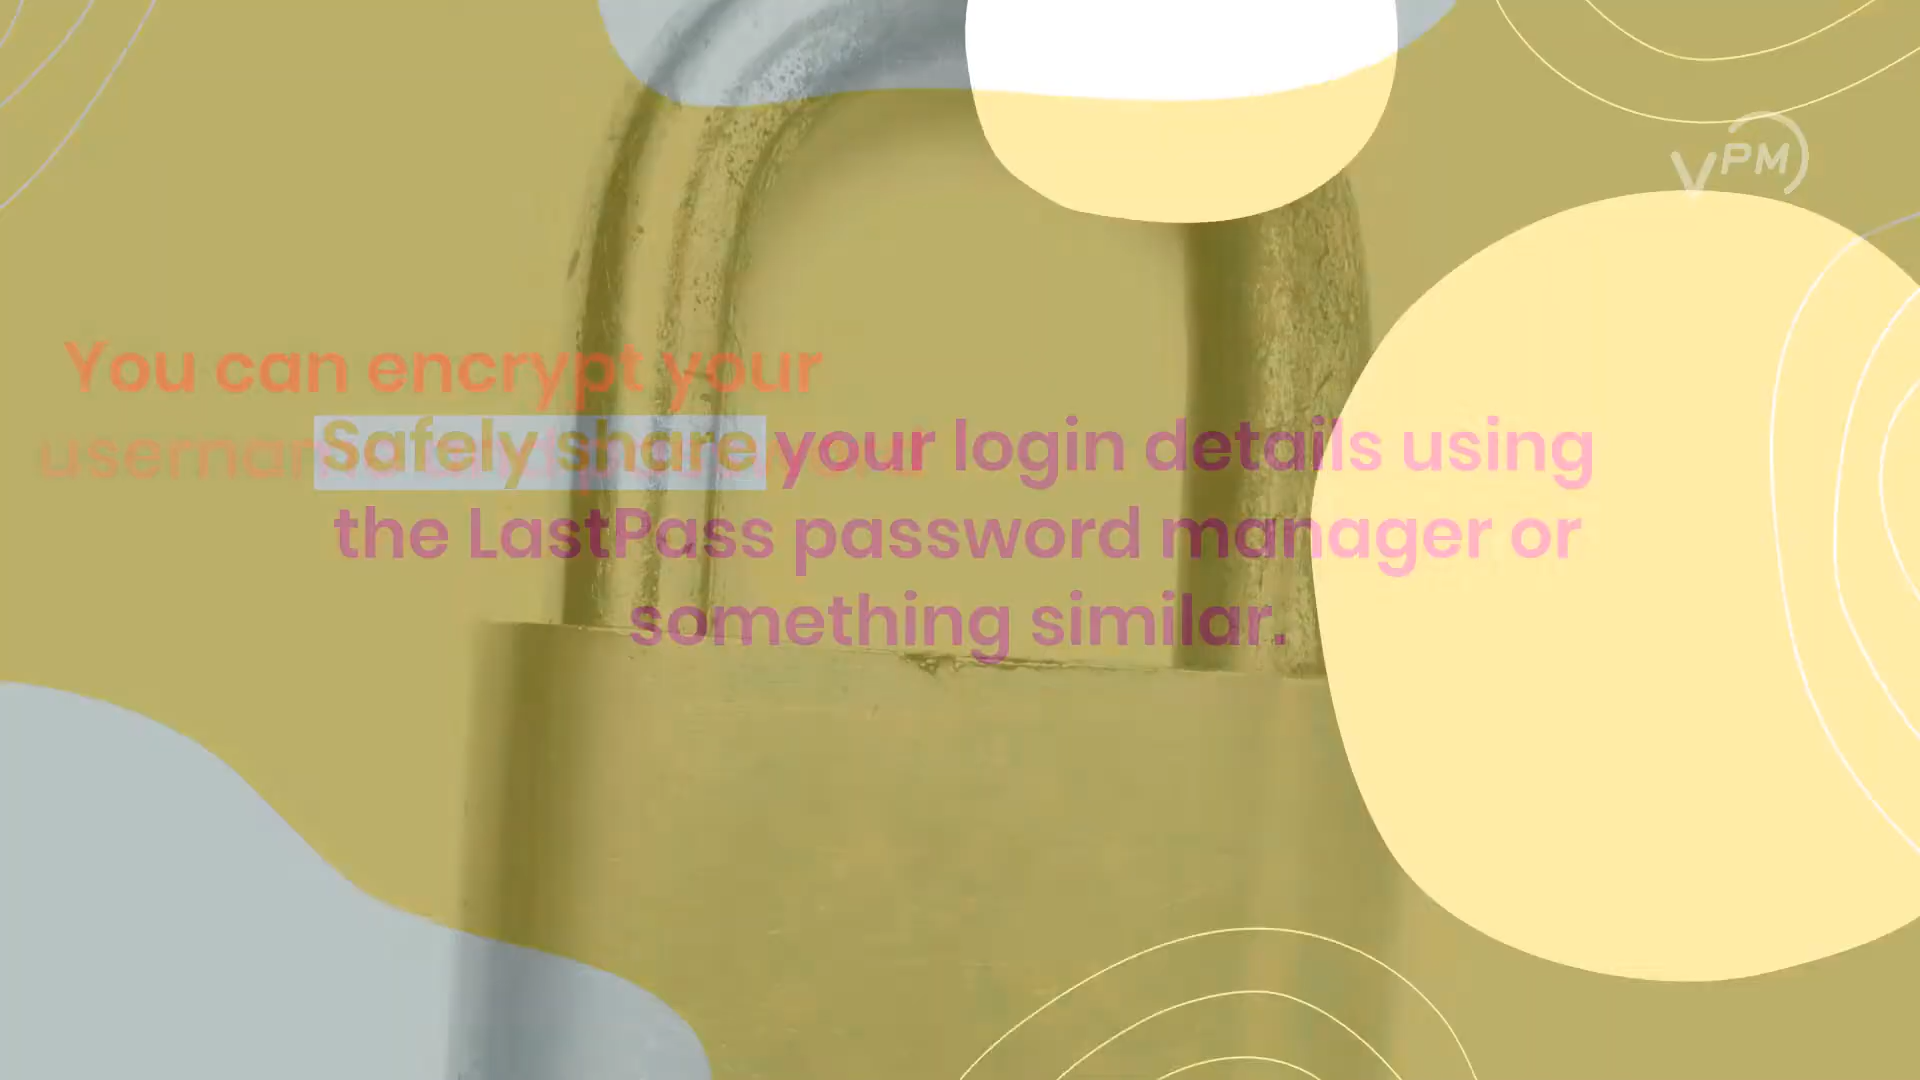 VPM
You can encrypt your
Safely share your login details using
the LastPass password manager or
something similar.